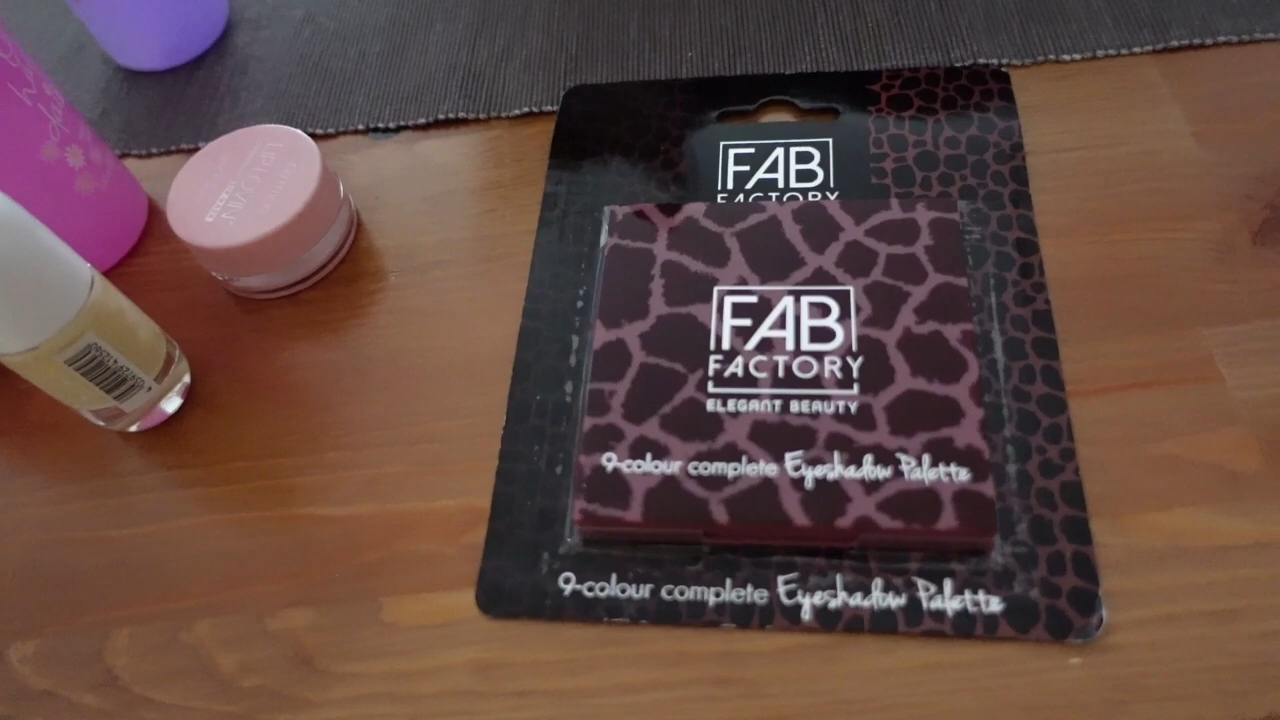 FAB
FACTORY
FAB
FACTORY
ELEGANT BEAUTY
9-colour complete Eyeshadow Palette
9-colour complete Eyeshadow Palette